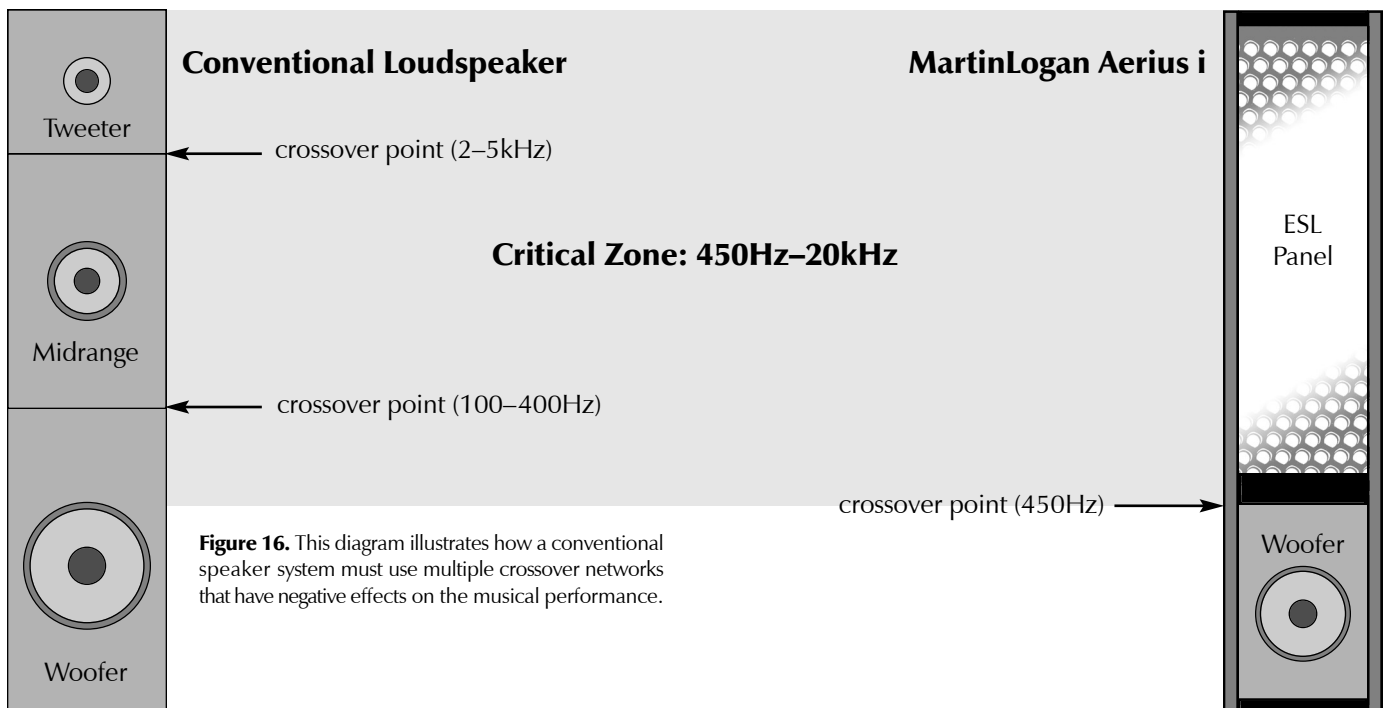 Conventional Loudspeaker
MartinLogan Aerius i
Tweeter
crossover point (2–5kHz)
Critical Zone: 450Hz–20kHz
ESL
Panel
Midrange
crossover point (100–400Hz)
crossover point (450Hz)
Figure 16. This diagram illustrates how a conventional
speaker system must use multiple crossover networks
that have negative effects on the musical performance.
Woofer
Woofer